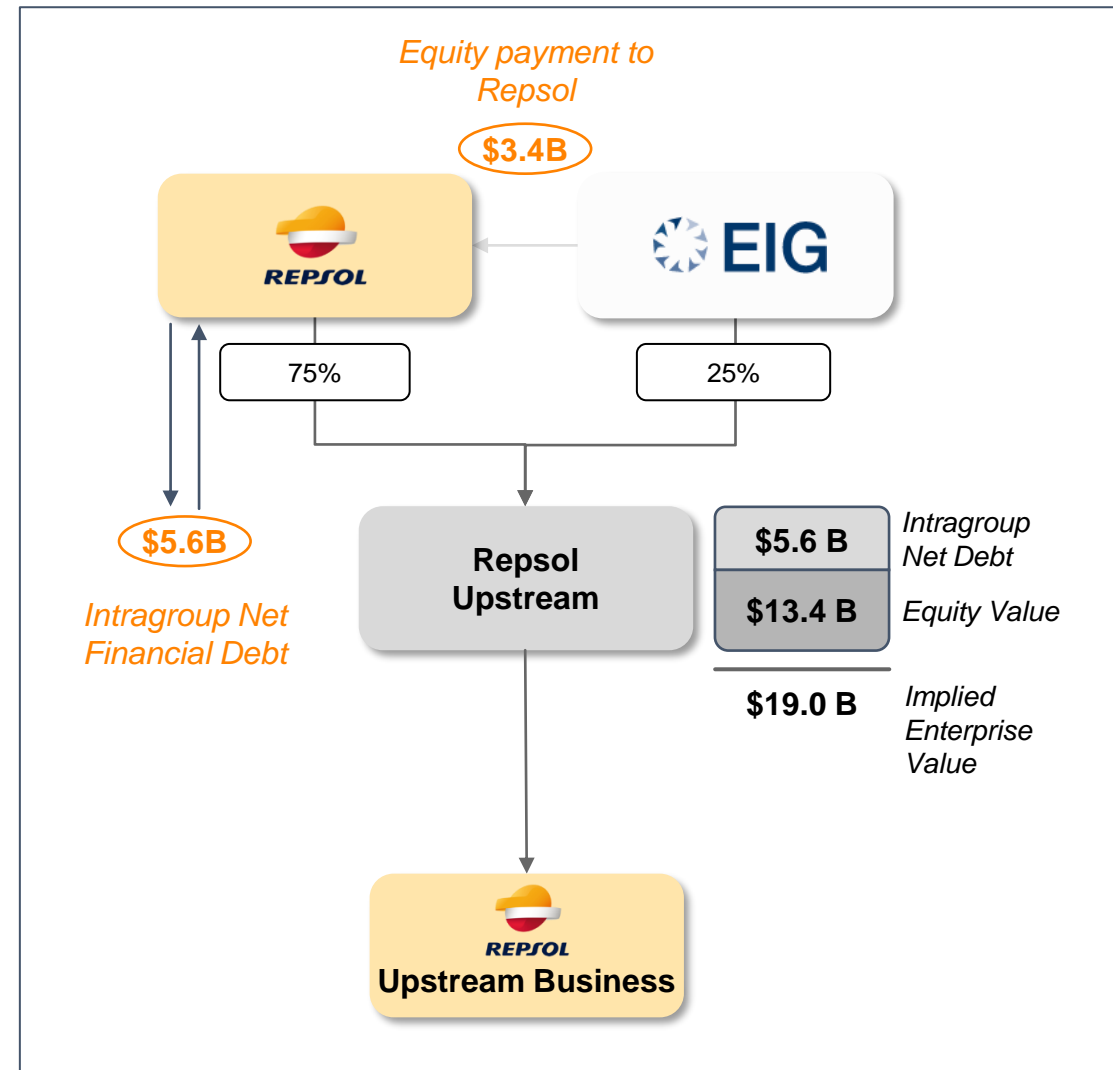 Equity payment to
Repsol
$3.4B
REPSOL
EIG
75%
25%
$5.6B
Intragroup Net
Financial Debt
Repsol
Upstream
$5.6 B
Intragroup
Net Debt
$13.4 B
Equity Value
$19.0 B
Implied
Enterprise
Value
REPSOL
Upstream Business